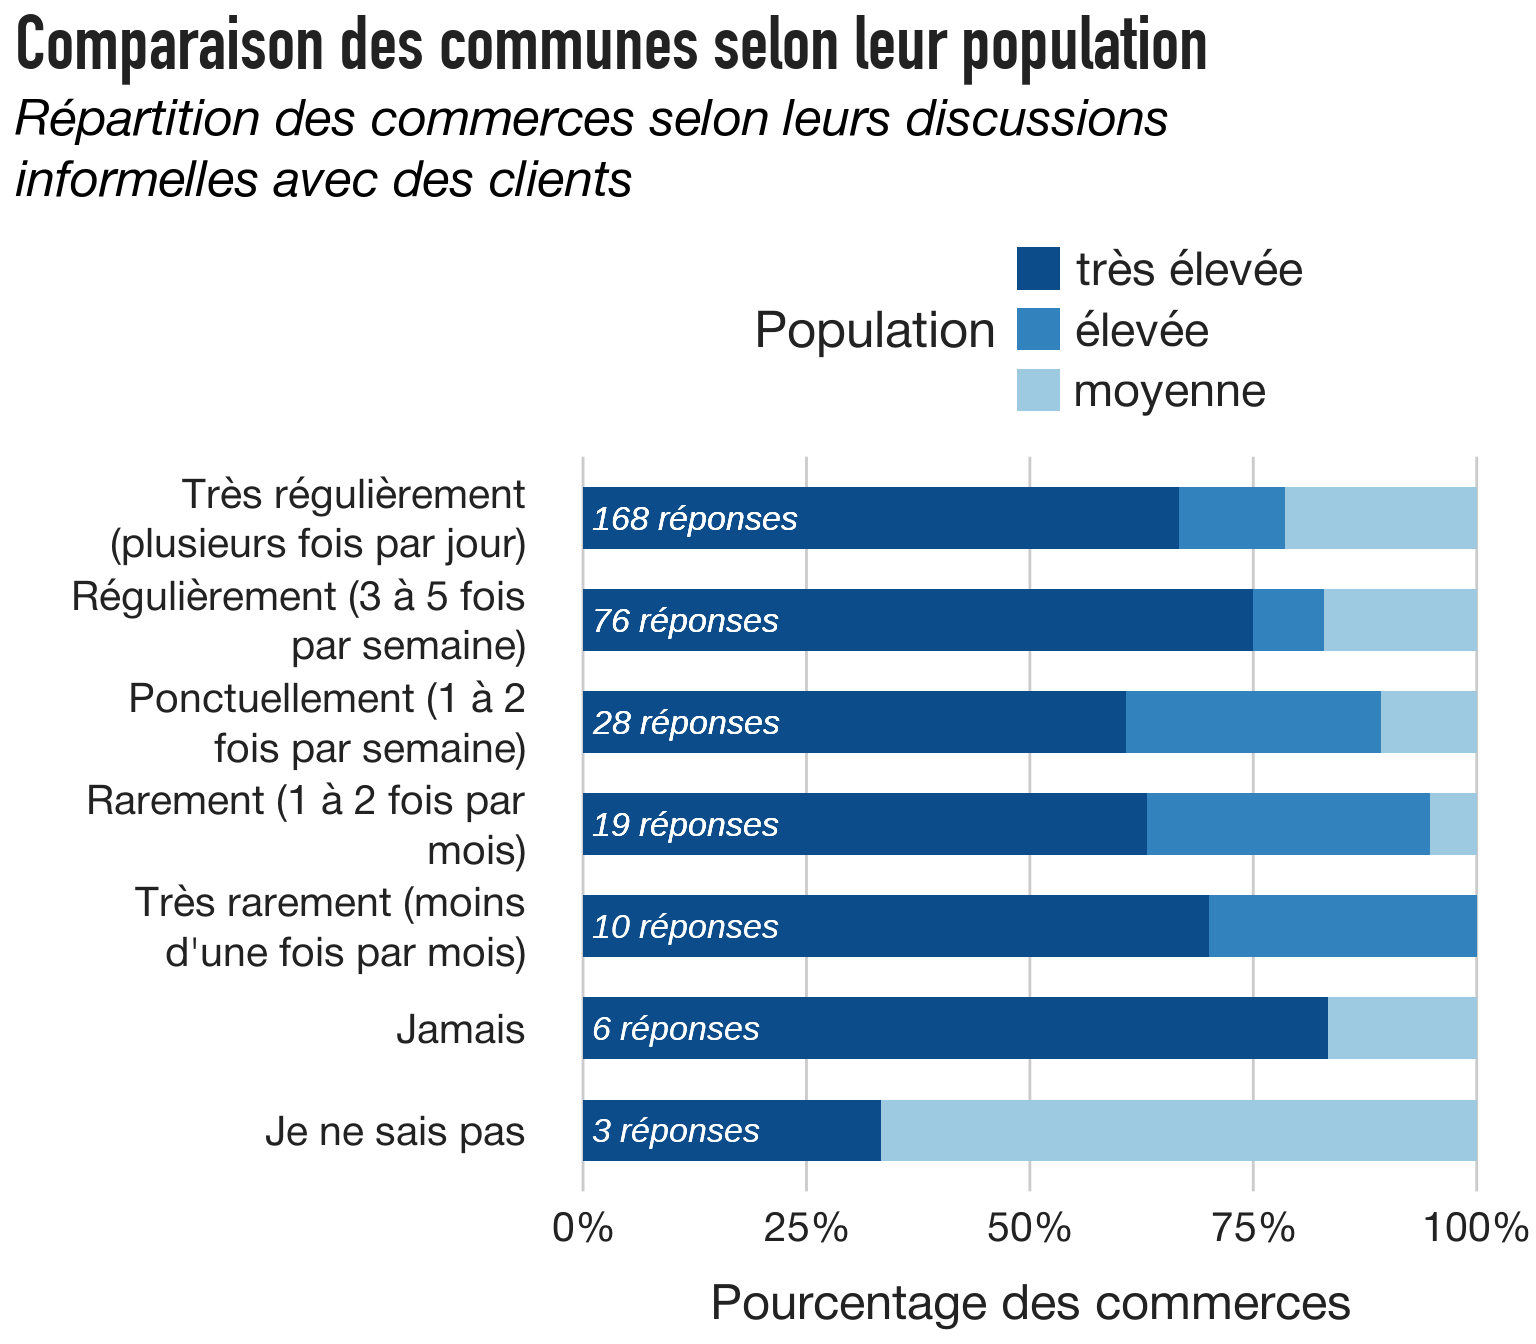 Comparaison des communes selon leur population
Répartition des commerces selon leurs discussions
informelles avec des clients
Population
très élevée
élevée
moyenne
Très régulièrement
(plusieurs fois par jour)
168 réponses
Régulièrement (3 à 5 fois
par semaine)
76 réponses
Ponctuellement (1 à 2
fois par semaine)
28 réponses
Rarement (1 à 2 fois par
mois)
19 réponses
Très rarement (moins
d'une fois par mois)
10 réponses
Jamais
6 réponses
Je ne sais pas
3 réponses
0%
25%
50%
75%
100%
Pourcentage des commerces